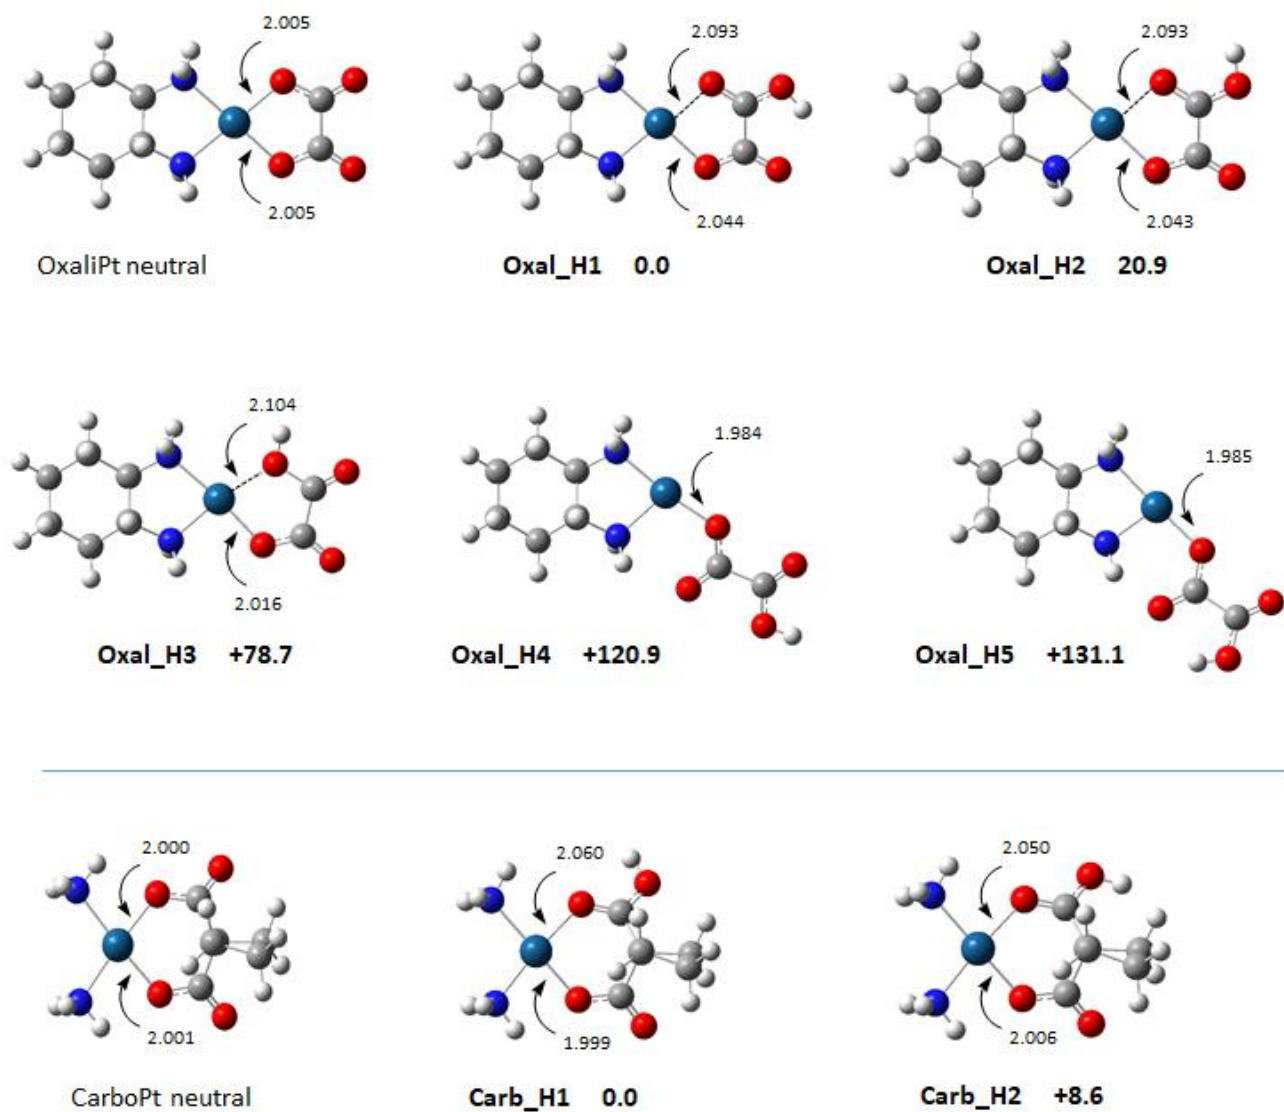 2.005
2.093
2.093
2.005
2.044
2.043
OxaliPt neutral
Oxal_H1 0.0
Oxal_H2 20.9
2.104
1.984
1.985
2.016
Oxal_H3 +78.7
Oxal_H4 +120.9
Oxal_H5 +131.1
2.000
2.060
2.050
2.001
1.999
2.006
CarboPt neutral
Carb_H1 0.0
Carb_H2 +8.6